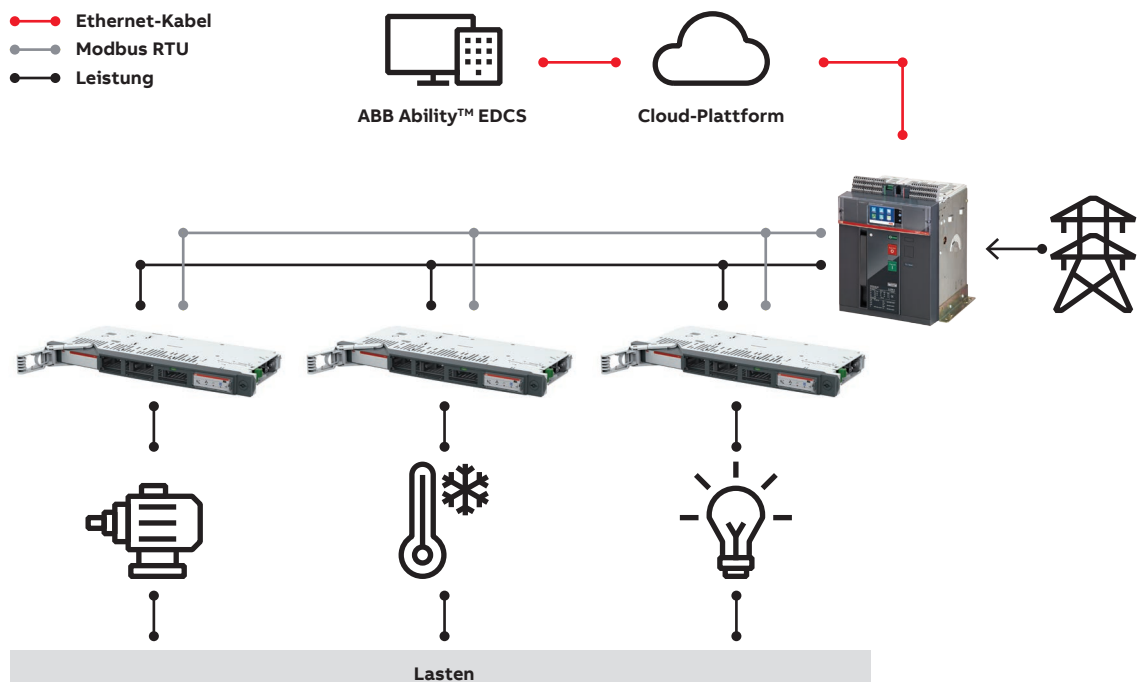 Ethernet-Kabel
Modbus RTU
Leistung
ABB Ability™ EDCS
Cloud-Plattform
Lasten